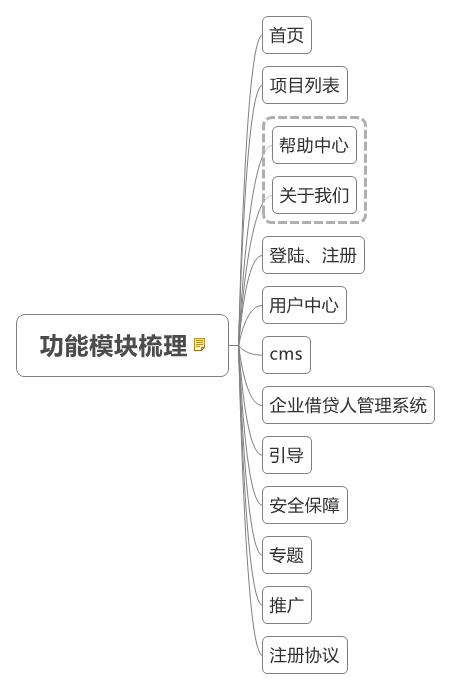 首页
项目列表
帮助中心
关于我们
登陆、注册
用户中心
功能模块梳理
cms
企业借贷人管理系统
引导
安全保障
专题
推广
注册协议